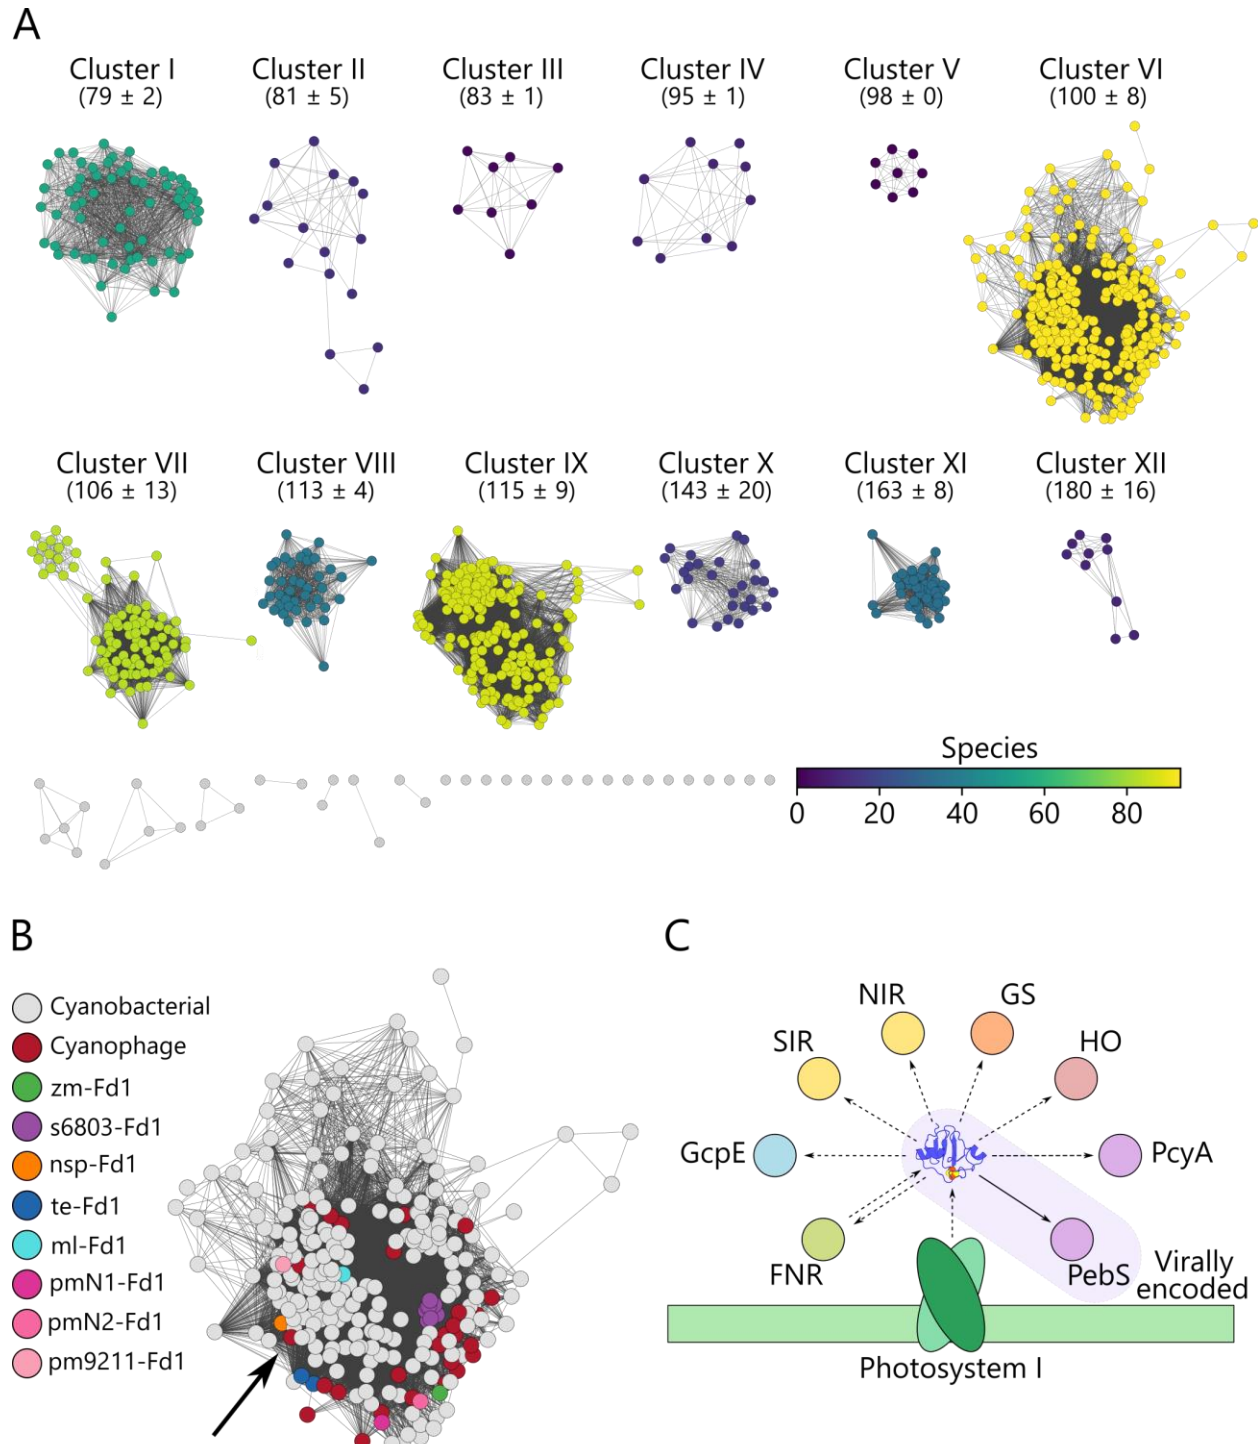 A
Cluster I
(79 ± 2)
Cluster II
(81 ± 5)
Cluster III
(83 ± 1)
Cluster IV
(95 ± 1)
Cluster V
(98 ± 0)
Cluster VI
(100 ± 8)
Cluster VII
(106 ± 13)
Cluster VIII
(113 ± 4)
Cluster IX
(115 ± 9)
Cluster X
(143 ± 20)
Cluster XI
(163 ± 8)
Cluster XII
(180 ± 16)
Species
0 20 40 60 80
B
Cyanobacterial
Cyanophage
zm-Fd1
s6803-Fd1
nsp-Fd1
te-Fd1
ml-Fd1
pmN1-Fd1
pmN2-Fd1
pm9211-Fd1
C
NIR
GS
SIR
HO
GcpE
PcyA
FNR
PebS
Virally
encoded
Photosystem I